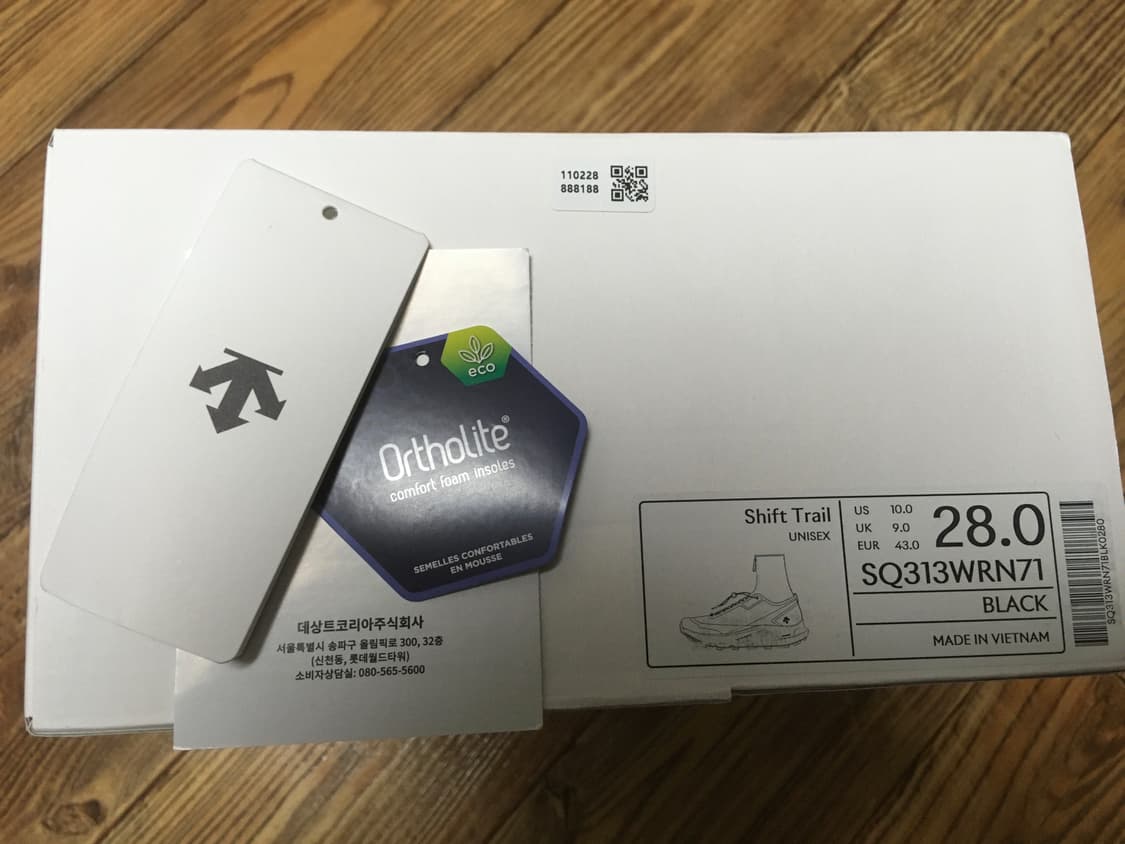 110228
888188
eco
Ortholite®
comfort foam insoles
SEMELLES CONFORTABLES
EN MOUSSE
데상트코리아주식회사
서울특별시 송파구 올림픽로 300, 32층
(신천동, 롯데월드타워)
소비자상담실: 080-565-5600
Shift Trail
UNISEX
US 10.0
UK 9.0
EUR 43.0
28.0
SQ313WRN71
BLACK
MADE IN VIETNAM
SQ313WRN71BLK0280